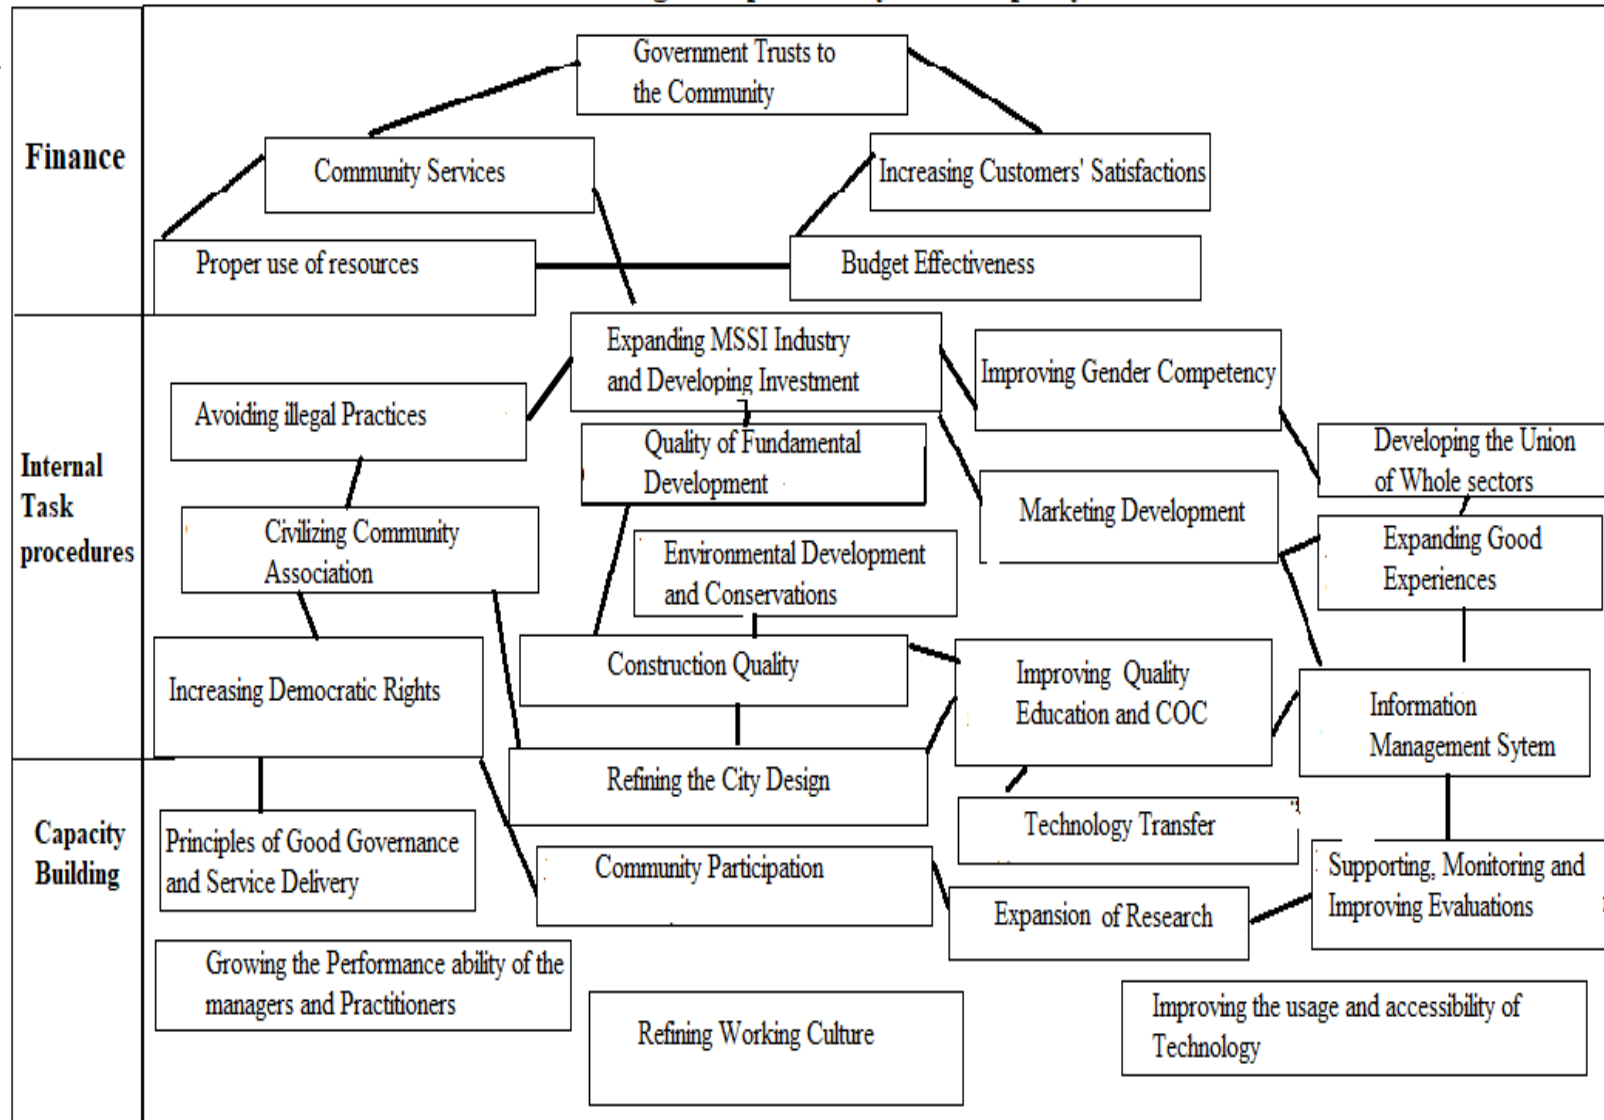 Government Trusts to
the Community
Finance
Community Services
Increasing Customers' Satisfactions
Proper use of resources
Budget Effectiveness
Expanding MSSI Industry
and Developing Investment
Improving Gender Competency
Avoiding illegal Practices
Quality of Fundamental
Development
Developing the Union
of Whole sectors
Internal
Task
procedures
Marketing Development
Civilizing Community
Association
Environmental Development
and Conservations
Expanding Good
Experiences
Increasing Democratic Rights
Construction Quality
Improving Quality
Education and COC
Information
Management Sytem
Refining the City Design
Capacity
Building
Principles of Good Governance
and Service Delivery
Technology Transfer
Community Participation
Supporting, Monitoring and
Improving Evaluations
Expansion of Research
Growing the Performance ability of the
managers and Practitioners
Refining Working Culture
Improving the usage and accessibility of
Technology